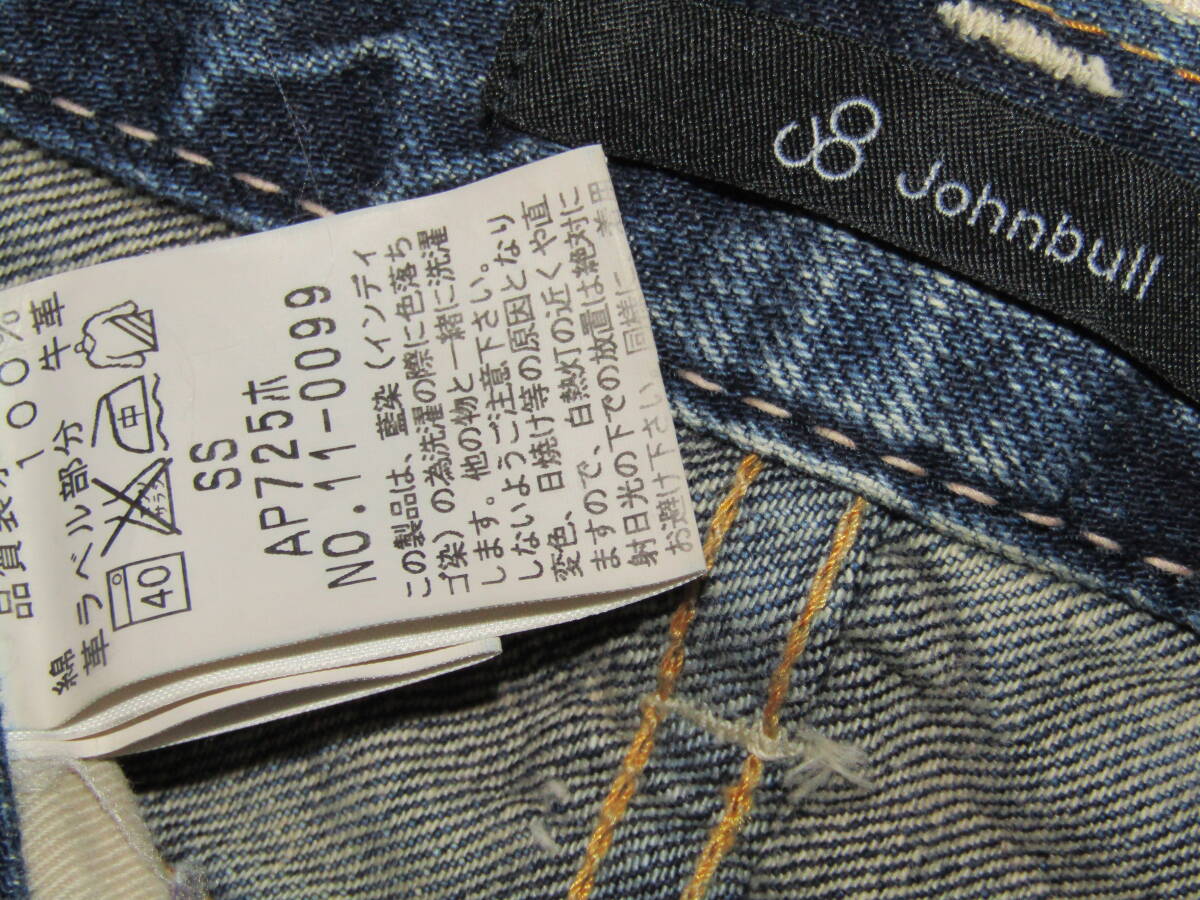 Johnbull
品質表示
綿 100%
革ラベル部分 牛革
40
中
SS
AP725ホ
NO.11-0099
この製品は、藍染(インディ
ゴ染)の為洗濯の際に色落ち
します。他の物と一緒に洗濯
しないようご注意下さい。
変色、日焼け等の原因となり
ますので、白熱灯の近くや直
射日光の下での放置は絶対に
お避け下さい
同様に
着用